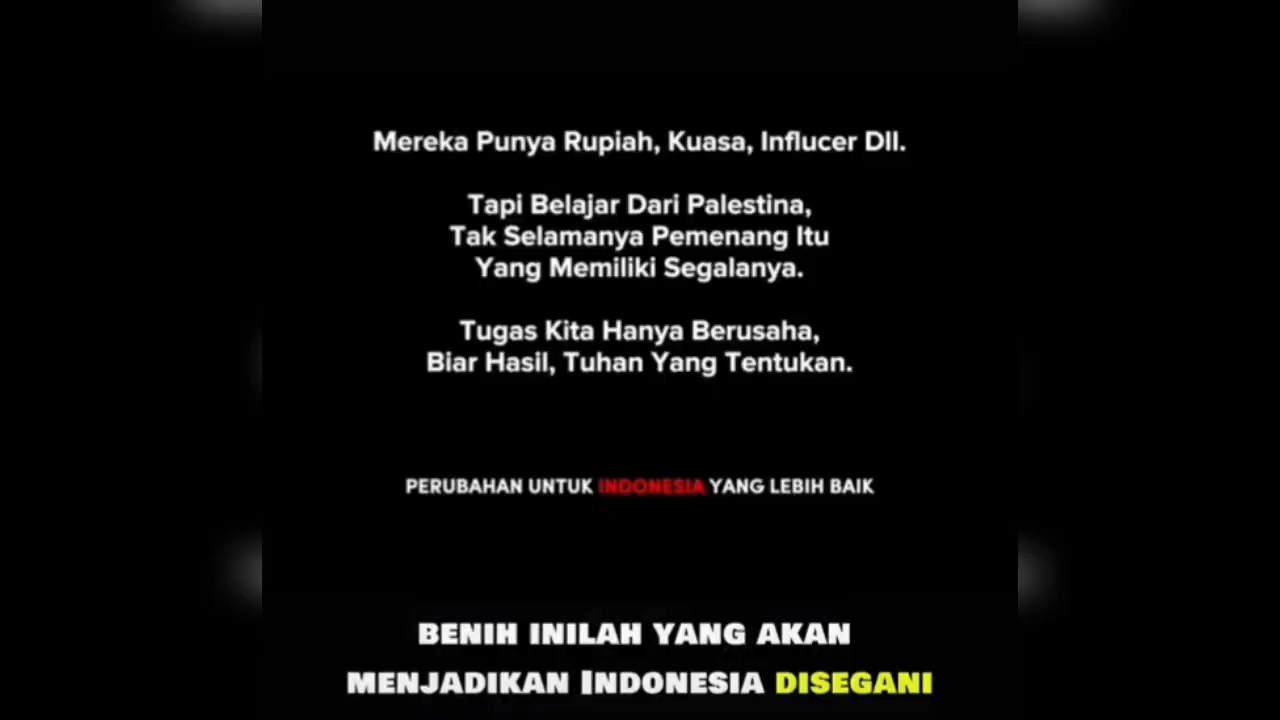 Mereka Punya Rupiah, Kuasa, Influcer Dll.
Tapi Belajar Dari Palestina,
Tak Selamanya Pemenang Itu
Yang Memiliki Segalanya.
Tugas Kita Hanya Berusaha,
Biar Hasil, Tuhan Yang Tentukan.
PERUBAHAN UNTUK INDONESIA YANG LEBIH BAIK
BENIH INILAH YANG AKAN
MENJADIKAN INDONESIA DISEGANI